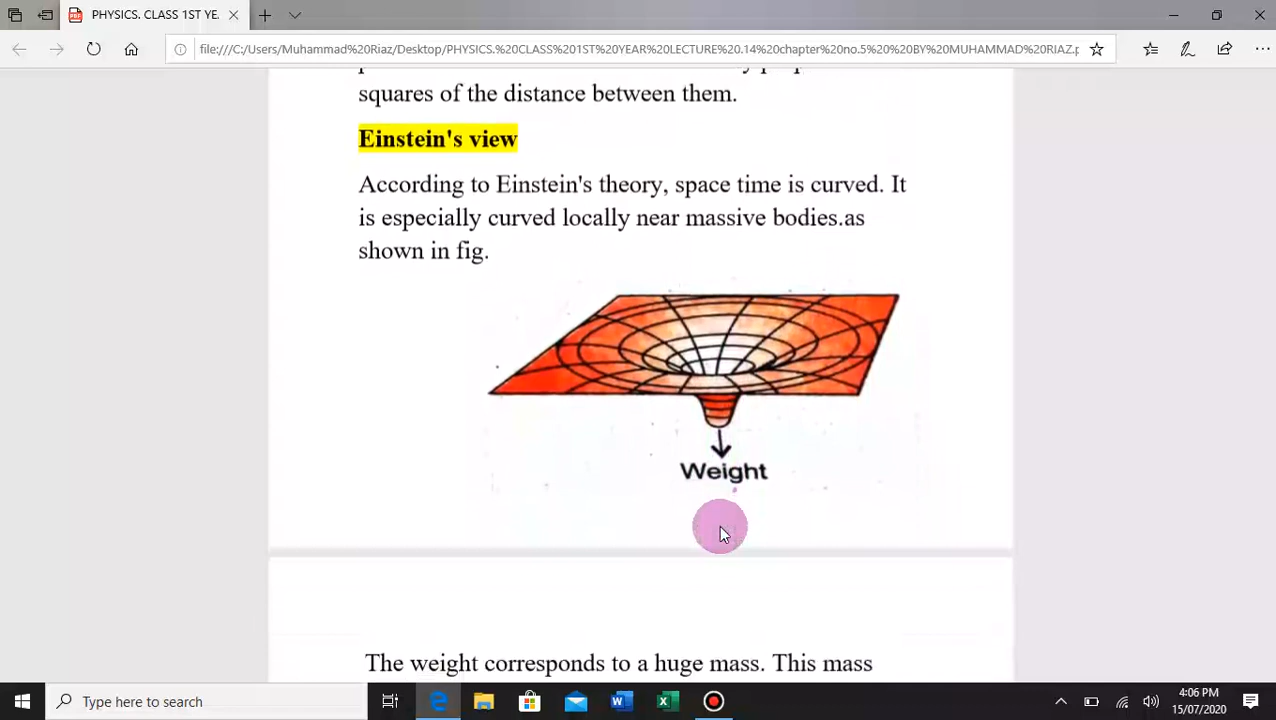 PHYSICS. CLASS 1ST YE.
file:///C:/Users/Muhammad%20Riaz/Desktop/PHYSICS.%20CLASS%201ST%20YEAR%20LECTURE%20.14%20chapter%20no.5%20%20BY%20MUHAMMAD%20RIAZ.p
squares of the distance between them.
Einstein's view
According to Einstein's theory, space time is curved. It
is especially curved locally near massive bodies.as
shown in fig.
Weight
The weight corresponds to a huge mass. This mass
Type here to search
4:06 PM
15/07/2020